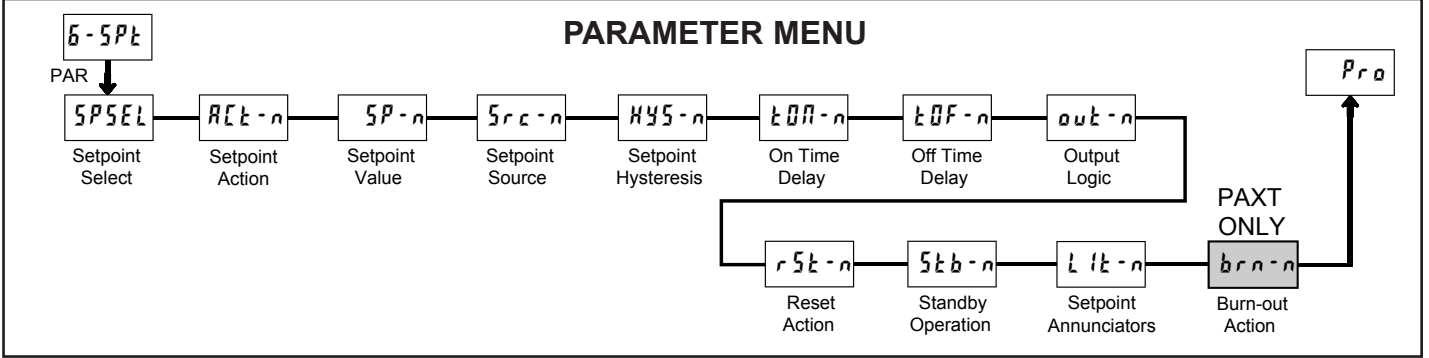 PARAMETER MENU
6-SPt
PAR
Pro
SPSEL
ACt-n
SP-n
Src-n
HYS-n
tON-n
tOF-n
out-n
Setpoint
Select
Setpoint
Action
Setpoint
Value
Setpoint
Source
Setpoint
Hysteresis
On Time
Delay
Off Time
Delay
Output
Logic
PAXT
ONLY
rSt-n
Stb-n
LIt-n
brn-n
Reset
Action
Standby
Operation
Setpoint
Annunciators
Burn-out
Action